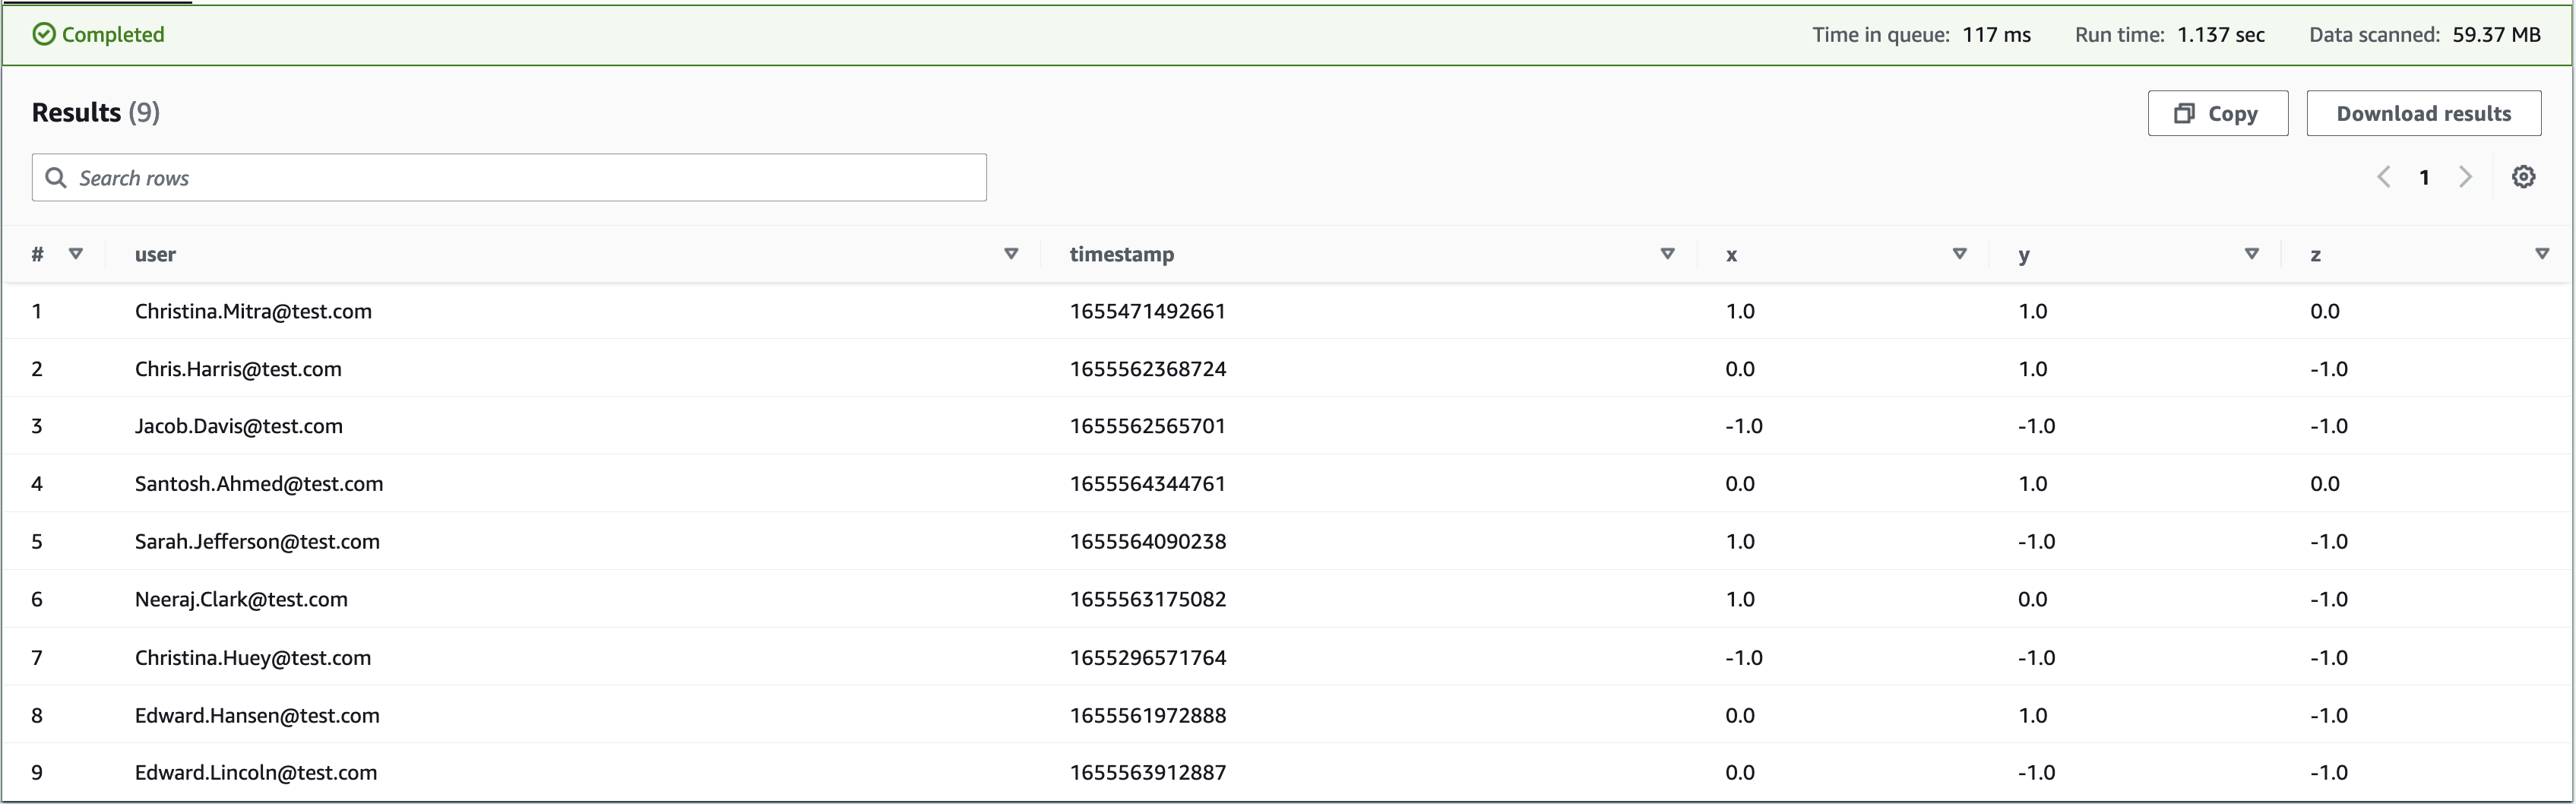 Completed Time in queue: 117 ms Run time: 1.137 sec Data scanned: 59.37 MB
Results (9) Copy Download results
Search rows 1
# user timestamp x y z
1 Christina.Mitra@test.com 1655471492661 1.0 1.0 0.0
2 Chris.Harris@test.com 1655562368724 0.0 1.0 -1.0
3 Jacob.Davis@test.com 1655562565701 -1.0 -1.0 -1.0
4 Santosh.Ahmed@test.com 1655564344761 0.0 1.0 0.0
5 Sarah.Jefferson@test.com 1655564090238 1.0 -1.0 -1.0
6 Neeraj.Clark@test.com 1655563175082 1.0 0.0 -1.0
7 Christina.Huey@test.com 1655296571764 -1.0 -1.0 -1.0
8 Edward.Hansen@test.com 1655561972888 0.0 1.0 -1.0
9 Edward.Lincoln@test.com 1655563912887 0.0 -1.0 -1.0